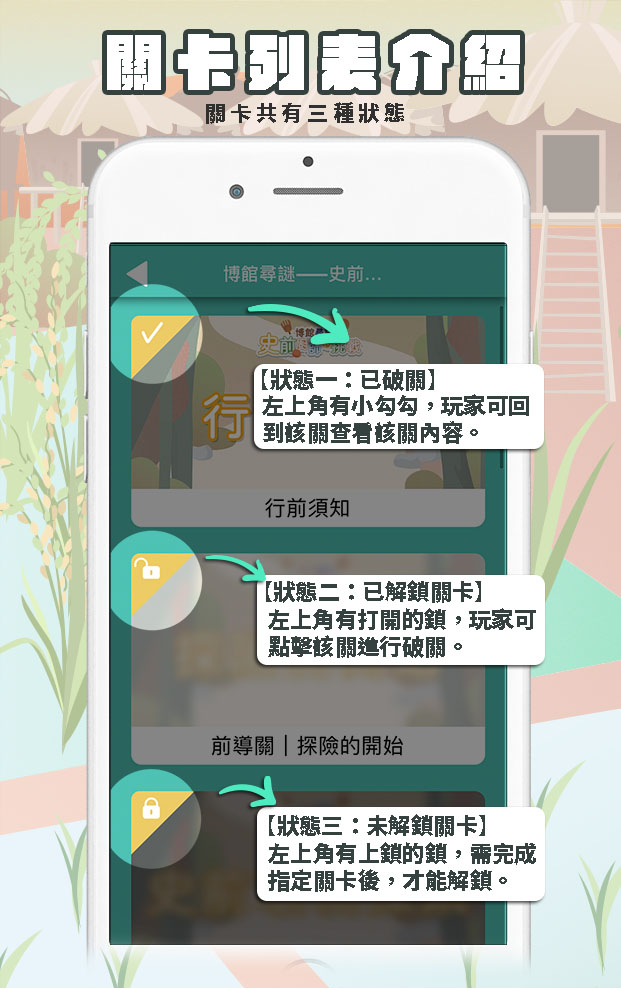 關卡列表介紹
關卡共有三種狀態
博館尋謎——史前...
【狀態一：已破關】
左上角有小勾勾，玩家可回
到該關查看該關內容。
行
行前須知
【狀態二：已解鎖關卡】
左上角有打開的鎖，玩家可
點擊該關進行破關。
前導關｜探險的開始
【狀態三：未解鎖關卡】
左上角有上鎖的鎖，需完成
指定關卡後，才能解鎖。